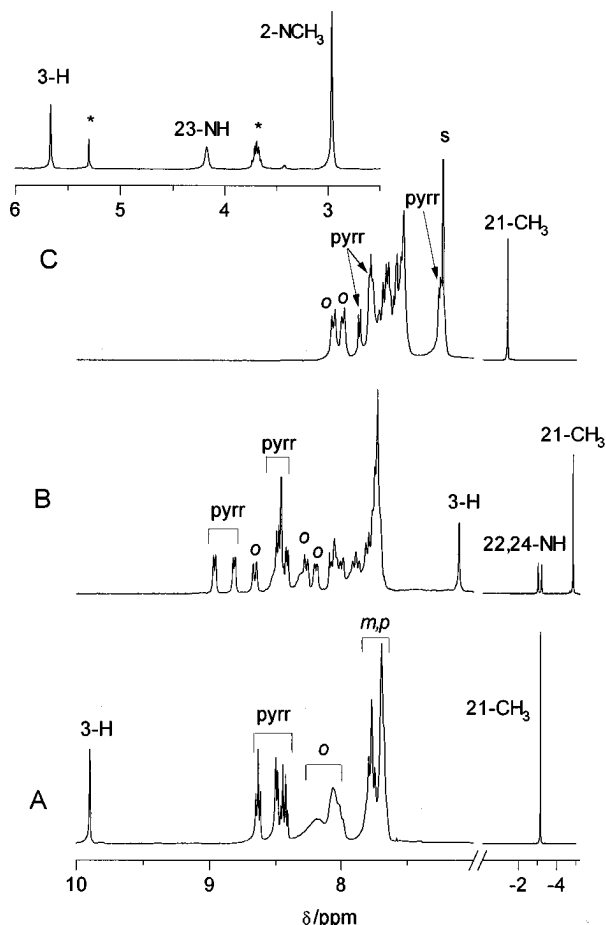 2-NCH₃
3-H
*
23-NH
*
6 5 4 3
s
pyrr
21-CH₃
C
pyrr
o o
21-CH₃
pyrr
B
pyrr
3-H
o o o
22,24-NH
m,p
3-H
pyrr
21-CH₃
o
A
10 9 8 -2 -4
δ/ppm